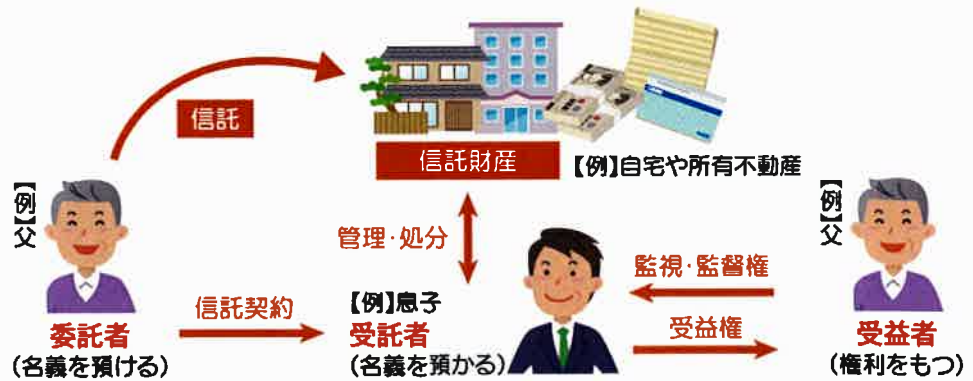 信託
信託財産
【例】自宅や所有不動産
【例】父
管理・処分
【例】父
監視・監督権
信託契約
【例】息子
受益権
委託者
(名義を預ける)
受託者
(名義を預かる)
受益者
(権利をもつ)